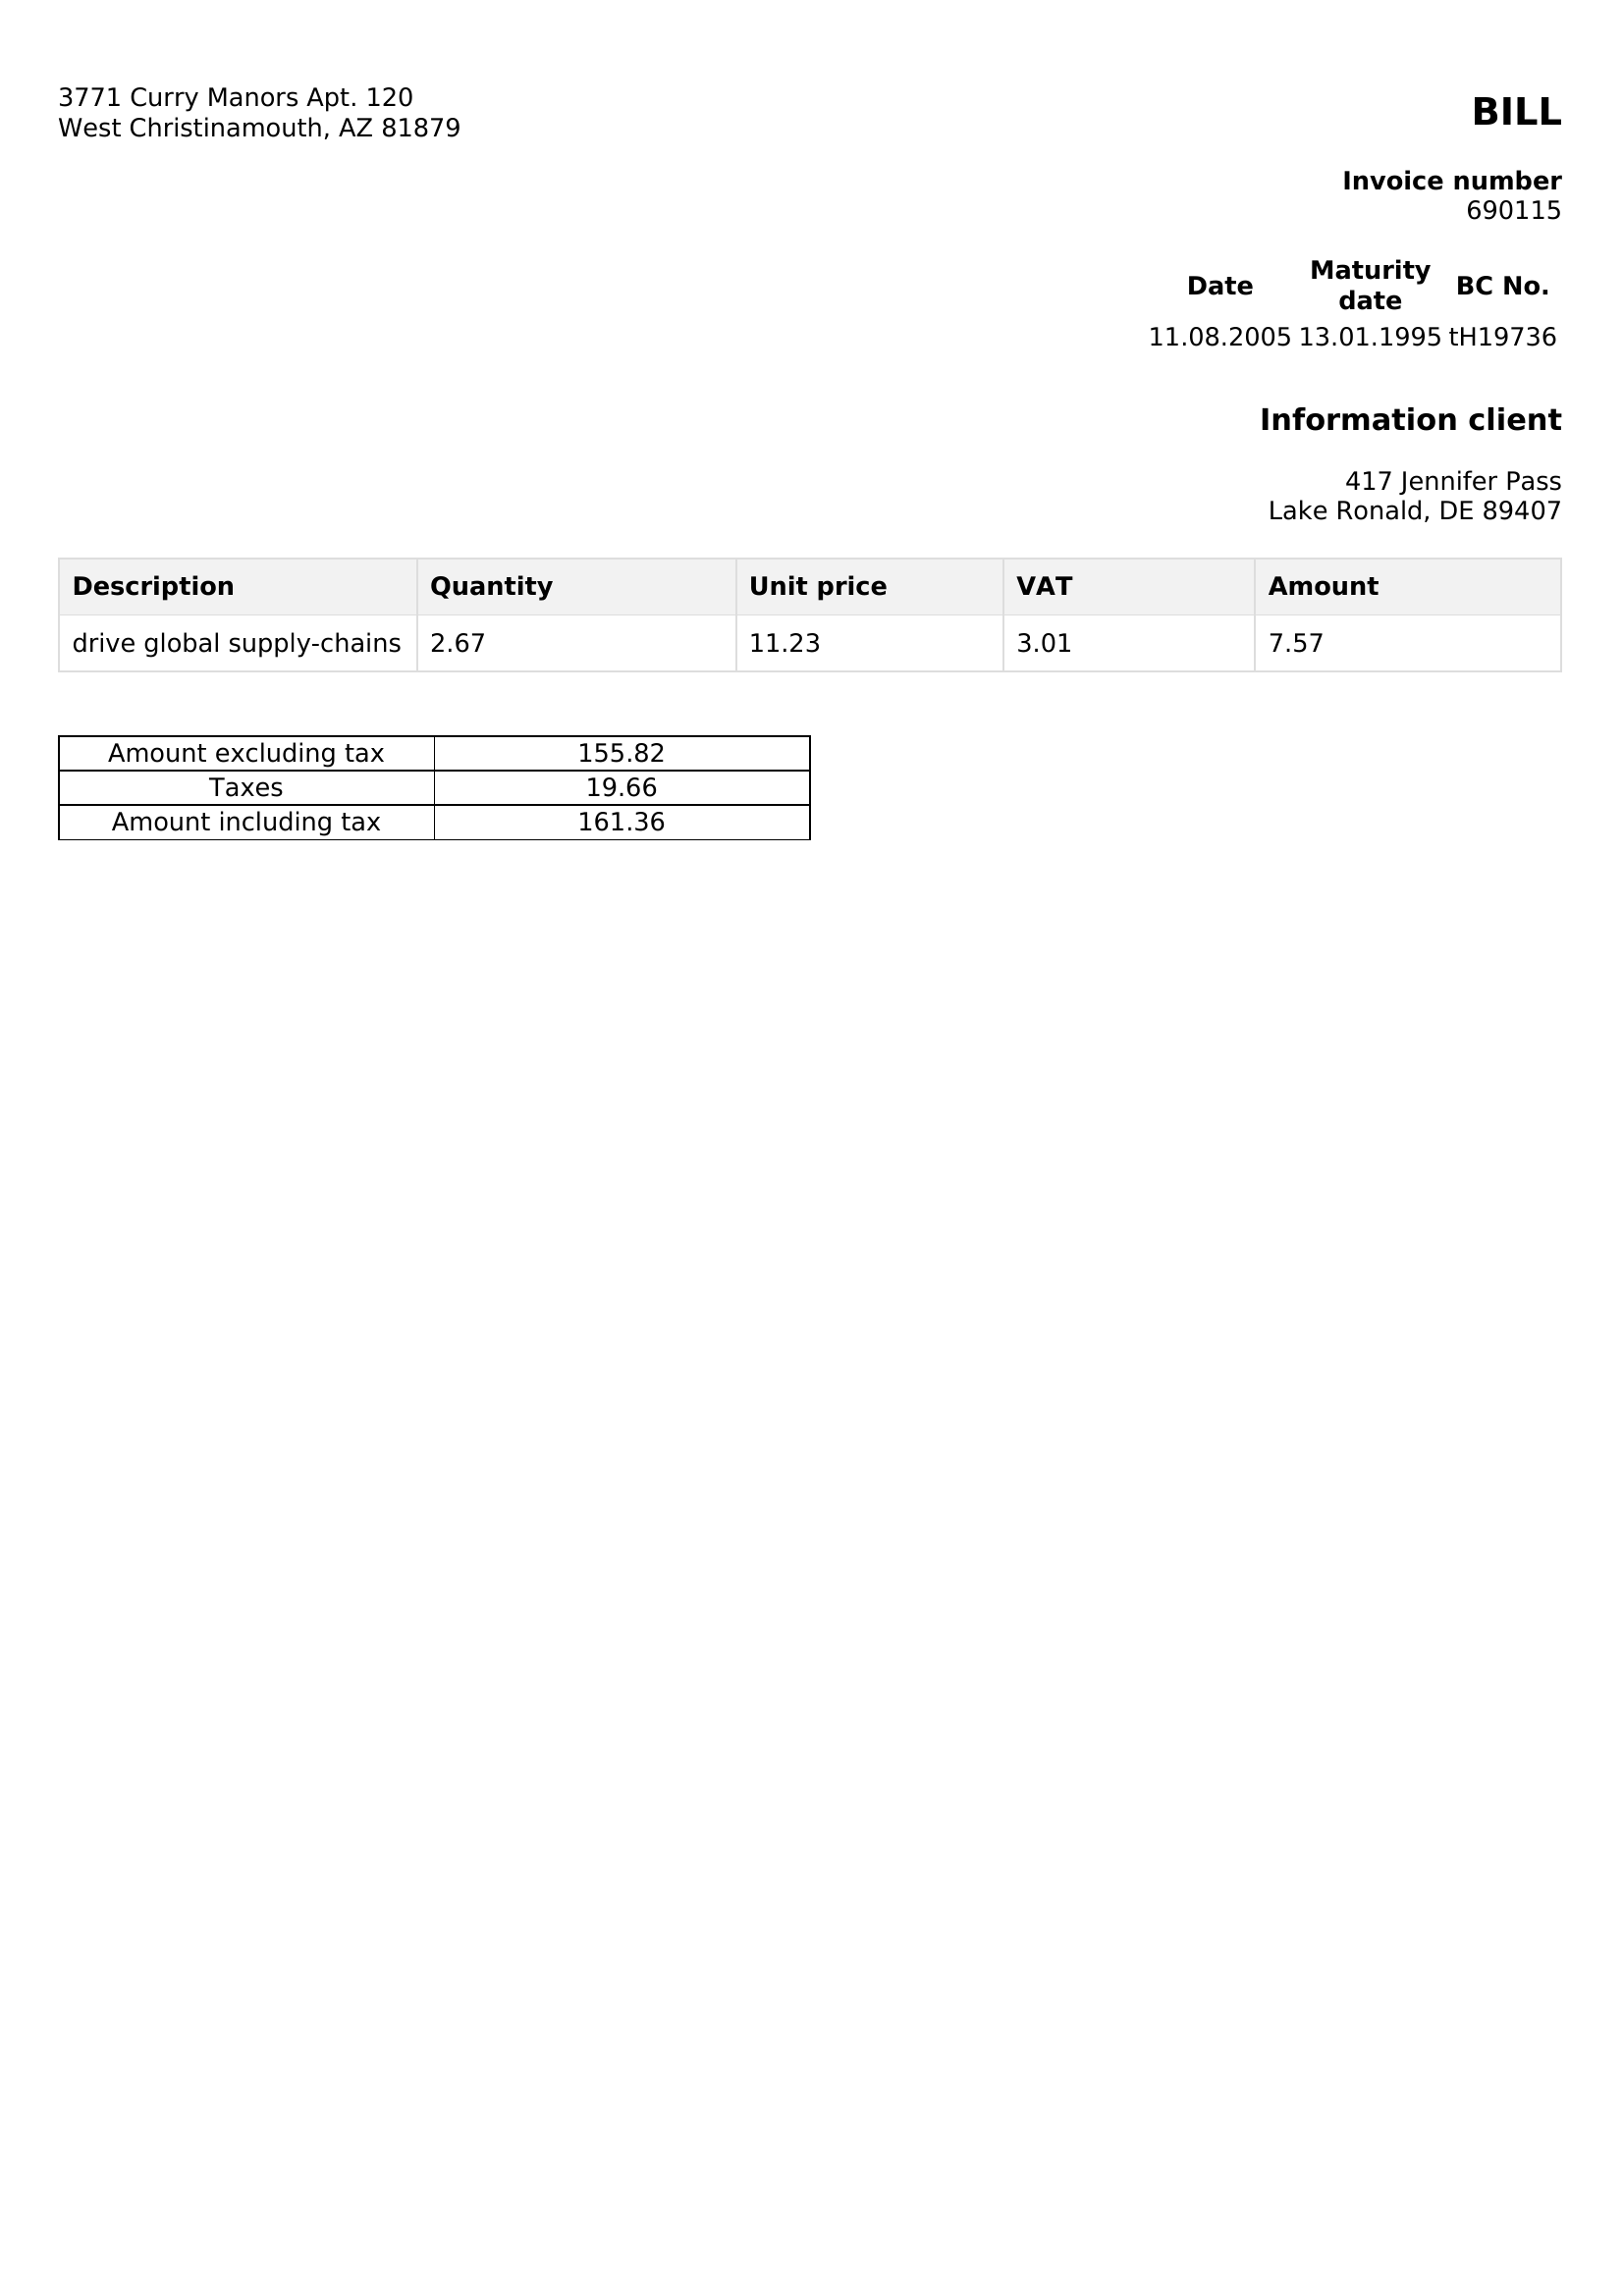 3771 Curry Manors Apt. 120
West Christinamouth, AZ 81879
BILL
Invoice number
690115
Date Maturity date BC No.
11.08.2005 13.01.1995 tH19736
Information client
417 Jennifer Pass
Lake Ronald, DE 89407
Description Quantity Unit price VAT Amount
drive global supply-chains 2.67 11.23 3.01 7.57
Amount excluding tax 155.82
Taxes 19.66
Amount including tax 161.36